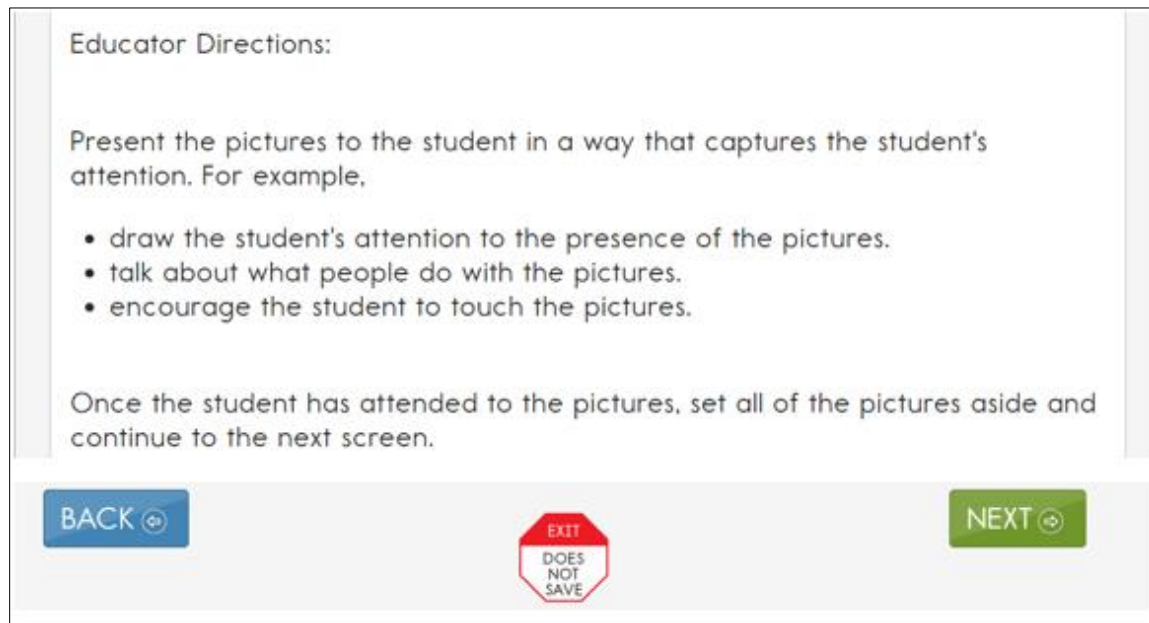 Educator Directions:
Present the pictures to the student in a way that captures the student's
attention. For example,
• draw the student's attention to the presence of the pictures.
• talk about what people do with the pictures.
• encourage the student to touch the pictures.
Once the student has attended to the pictures, set all of the pictures aside and
continue to the next screen.
BACK
EXIT
DOES
NOT
SAVE
NEXT